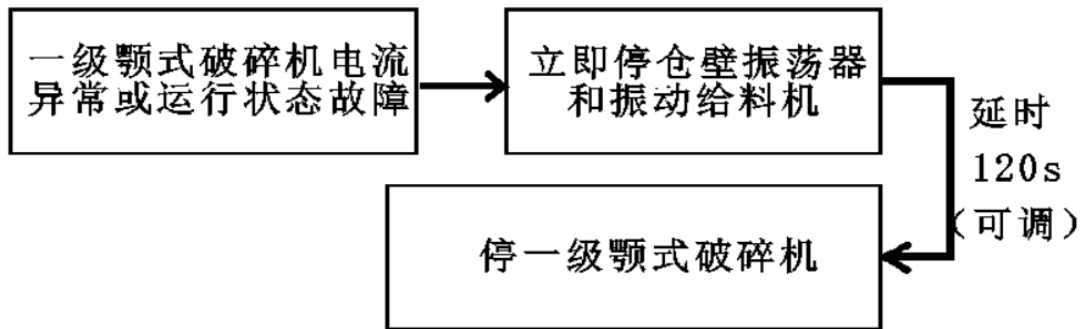 一级颚式破碎机电流
异常或运行状态故障
立即停仓壁振荡器
和振动给料机
延时
120s
（可调）
停一级颚式破碎机